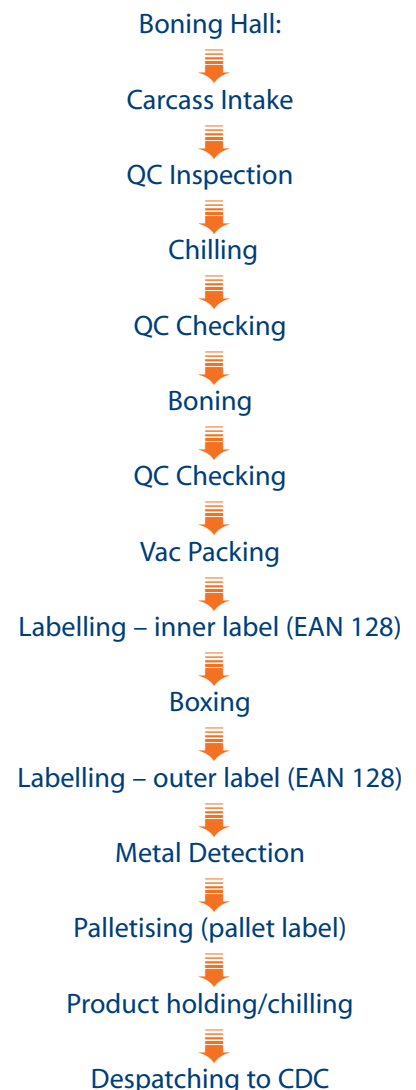 Boning Hall:
Carcass Intake
QC Inspection
Chilling
QC Checking
Boning
QC Checking
Vac Packing
Labelling – inner label (EAN 128)
Boxing
Labelling – outer label (EAN 128)
Metal Detection
Palletising (pallet label)
Product holding/chilling
Despatching to CDC